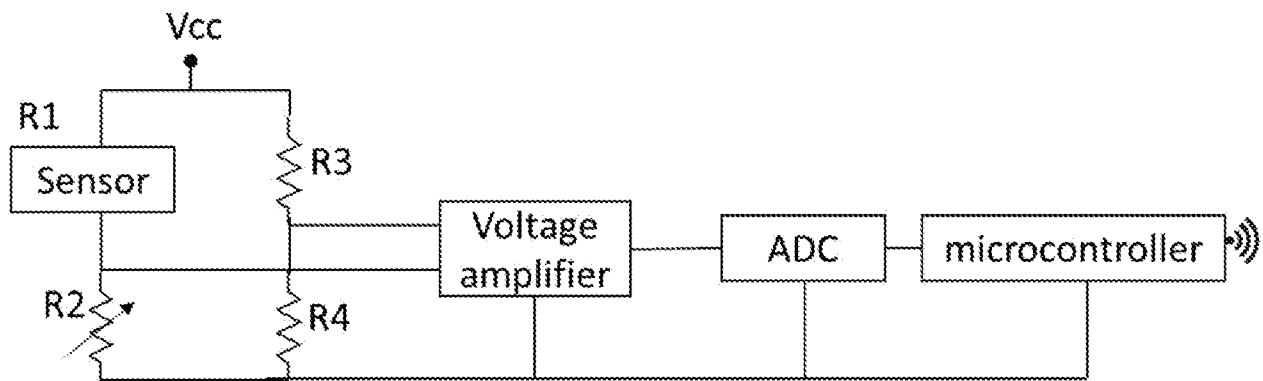 Vcc
R1
Sensor
R3
Voltage
amplifier
ADC
microcontroller
R2
R4